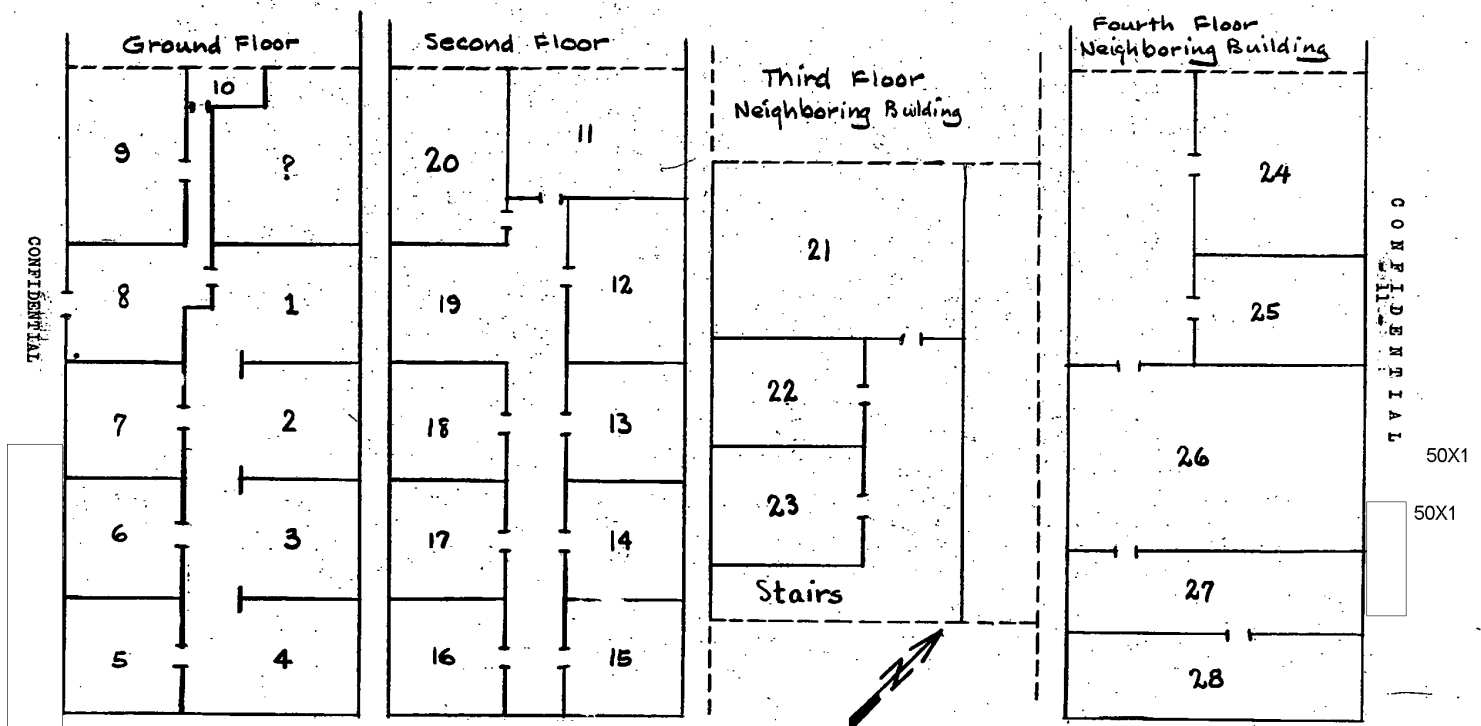 Ground Floor
10
9
?
8
1
7
2
6
3
5
4
Second Floor
11
20
12
19
18
13
17
14
16
15
Third Floor
Neighboring Building
21
22
23
Stairs
N
Fourth Floor
Neighboring Building
24
25
26
27
28
CONFIDENTIAL
CONFIDENTIAL
- 11 -
50X1
50X1